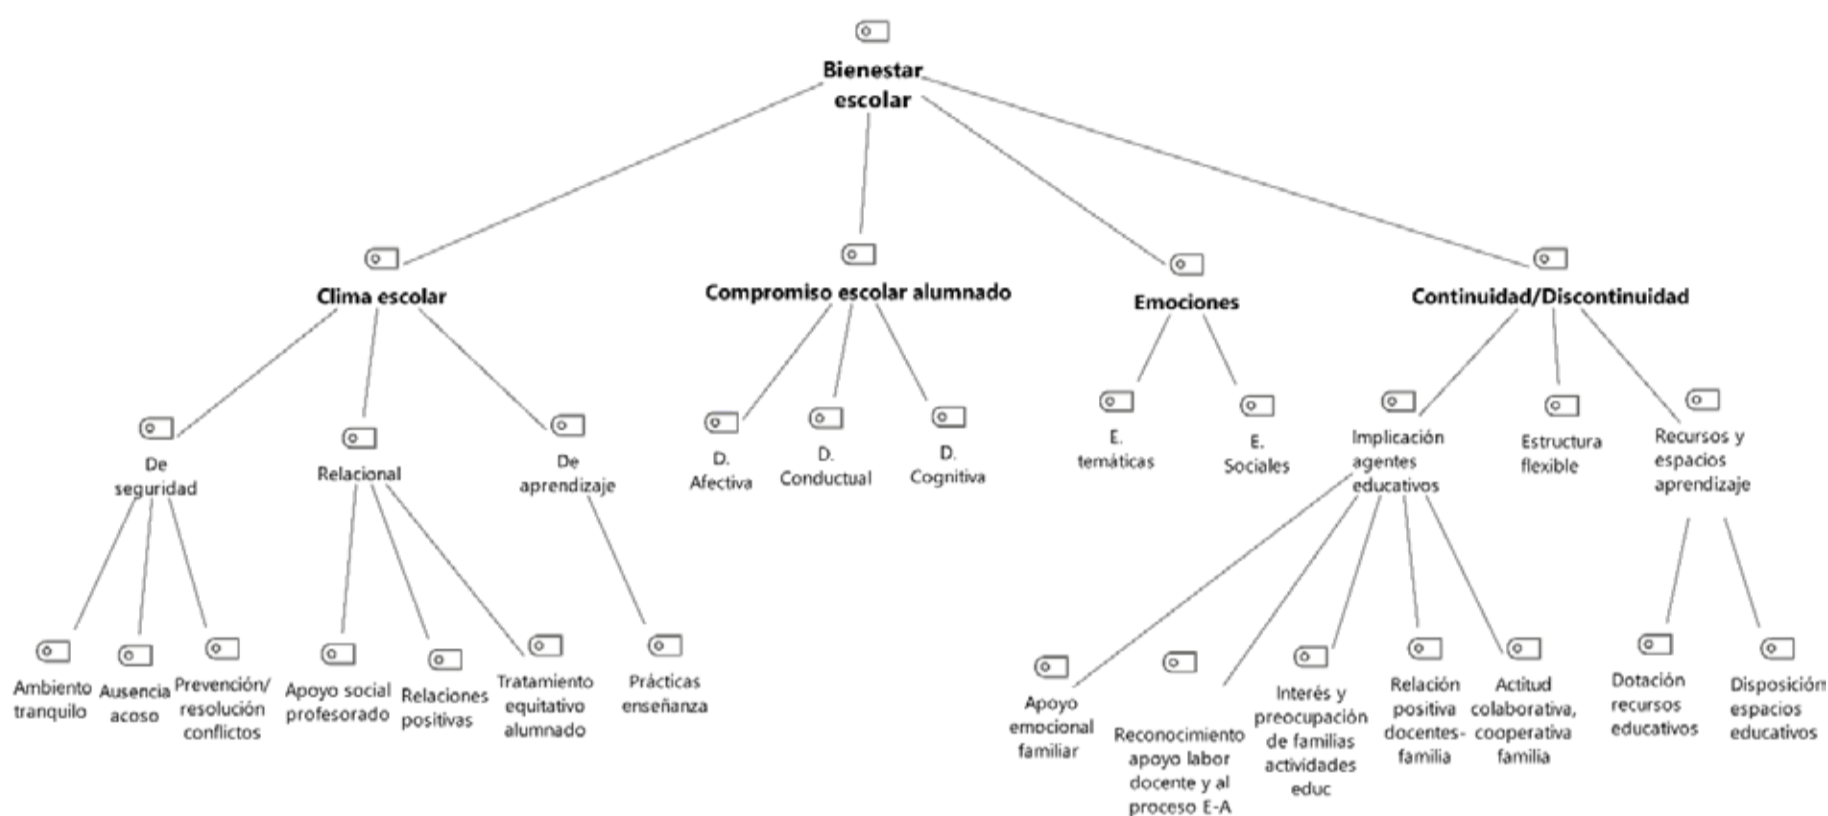 Bienestar
escolar
Clima escolar
Compromiso escolar alumnado
Emociones
Continuidad/Discontinuidad
De
seguridad
Relacional
De
aprendizaje
D.
Afectiva
D.
Conductual
D.
Cognitiva
E.
temáticas
E.
Sociales
Implicación
agentes
educativos
Estructura
flexible
Recursos y
espacios
aprendizaje
Ambiento
tranquilo
Ausencia
acoso
Prevención/
resolución
conflictos
Apoyo social
profesorado
Relaciones
positivas
Tratamiento
equitativo
alumnado
Prácticas
enseñanza
Apoyo
emocional
familiar
Reconocimiento
apoyo labor
docente y al
proceso E-A
Interés y
preocupación
de familias
actividades
educ
Relación
positiva
docentes-
familia
Actitud
colaborativa,
cooperativa
familia
Dotación
recursos
educativos
Disposición
espacios
educativos